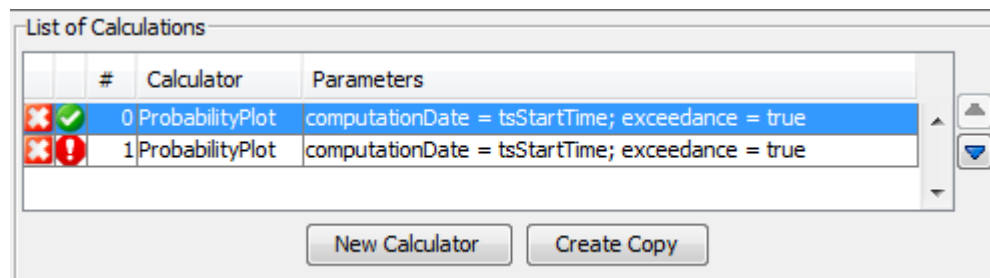 List of Calculations
# Calculator Parameters
0 ProbabilityPlot computationDate = tsStartTime; exceedance = true
1 ProbabilityPlot computationDate = tsStartTime; exceedance = true
New Calculator Create Copy